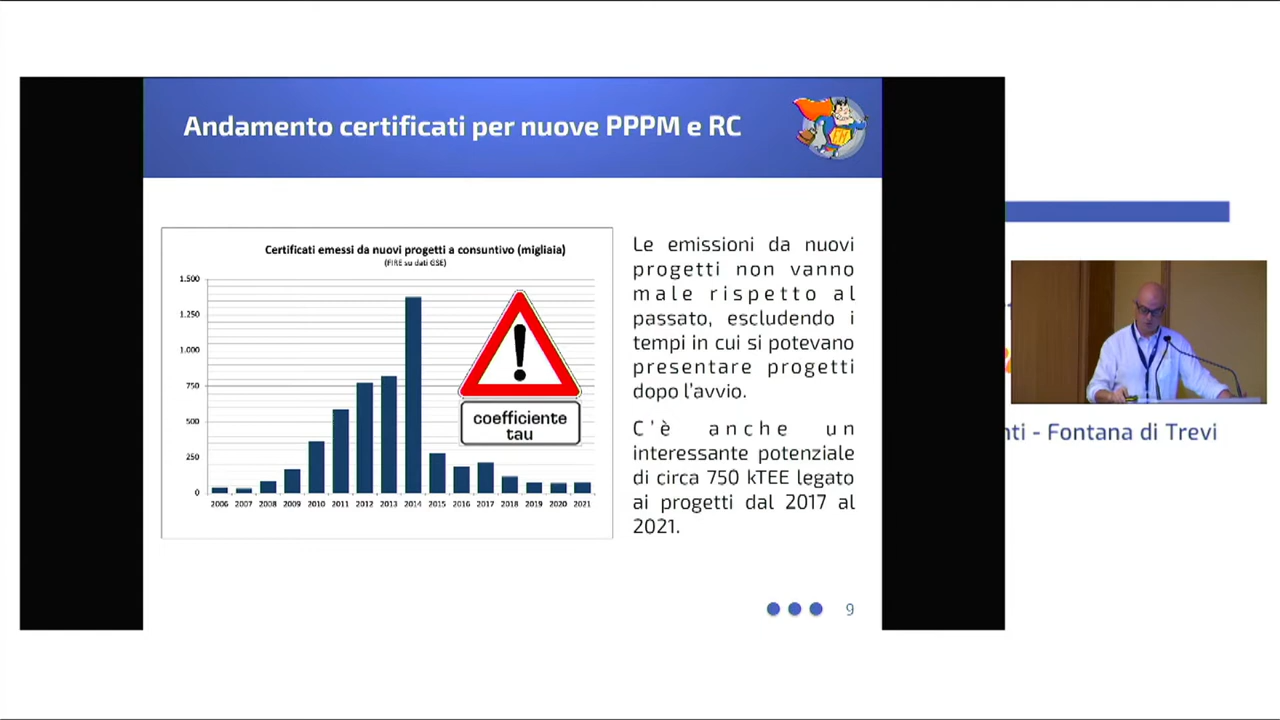 Andamento certificati per nuove PPPM e RC
Certificati emessi da nuovi progetti a consuntivo (migliaia)
(FIRE su dati GSE)
1.500
1.250
1.000
750
500
250
0
2006 2007 2008 2009 2010 2011 2012 2013 2014 2015 2016 2017 2018 2019 2020 2021
coefficiente
tau
Le emissioni da nuovi
progetti non vanno
male rispetto al
passato, escludendo i
tempi in cui si potevano
presentare progetti
dopo l'avvio.
C'è anche un
interessante potenziale
di circa 750 kTEE legato
ai progetti dal 2017 al
2021.
9
nti - Fontana di Trevi